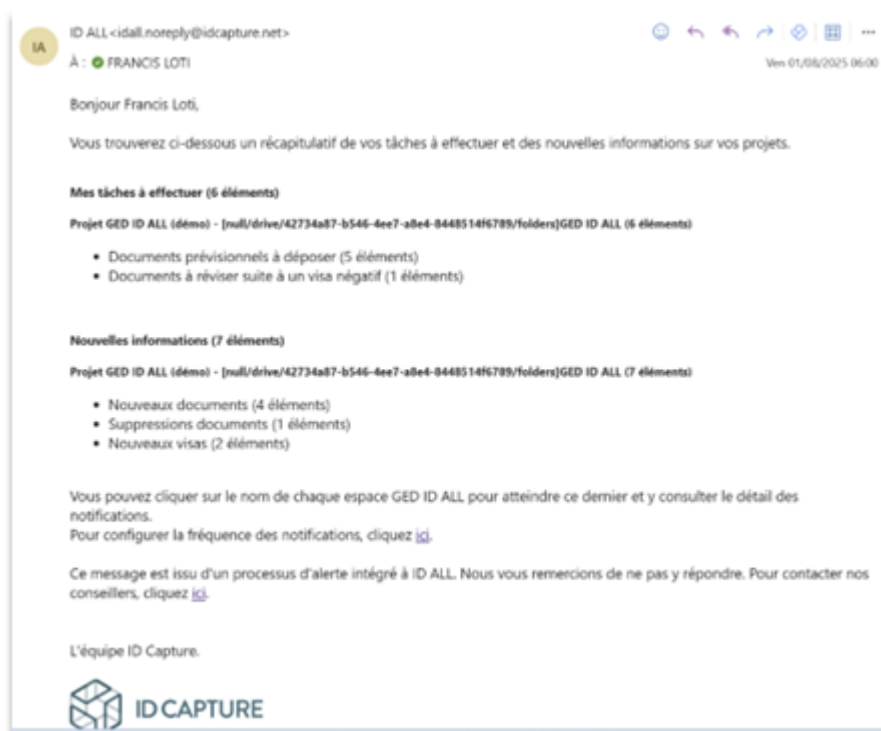 ID ALL<idall.noreply@idcapture.net>
IA
À : FRANCIS LOTI
Ven 01/08/2025 06:00
Bonjour Francis Loti,
Vous trouverez ci-dessous un récapitulatif de vos tâches à effectuer et des nouvelles informations sur vos projets.
Mes tâches à effectuer (6 éléments)
Projet GED ID ALL (démo) - [null/drive/42734a87-b546-4ee7-a8e4-8448514f6789/folders]GED ID ALL (6 éléments)
• Documents prévisionnels à déposer (5 éléments)
• Documents à réviser suite à un visa négatif (1 éléments)
Nouvelles informations (7 éléments)
Projet GED ID ALL (démo) - [null/drive/42734a87-b546-4ee7-a8e4-8448514f6789/folders]GED ID ALL (7 éléments)
• Nouveaux documents (4 éléments)
• Suppressions documents (1 éléments)
• Nouveaux visas (2 éléments)
Vous pouvez cliquer sur le nom de chaque espace GED ID ALL pour atteindre ce dernier et y consulter le détail des
notifications.
Pour configurer la fréquence des notifications, cliquez ici.
Ce message est issu d'un processus d'alerte intégré à ID ALL. Nous vous remercions de ne pas y répondre. Pour contacter nos
conseillers, cliquez ici.
L'équipe ID Capture.
ID CAPTURE